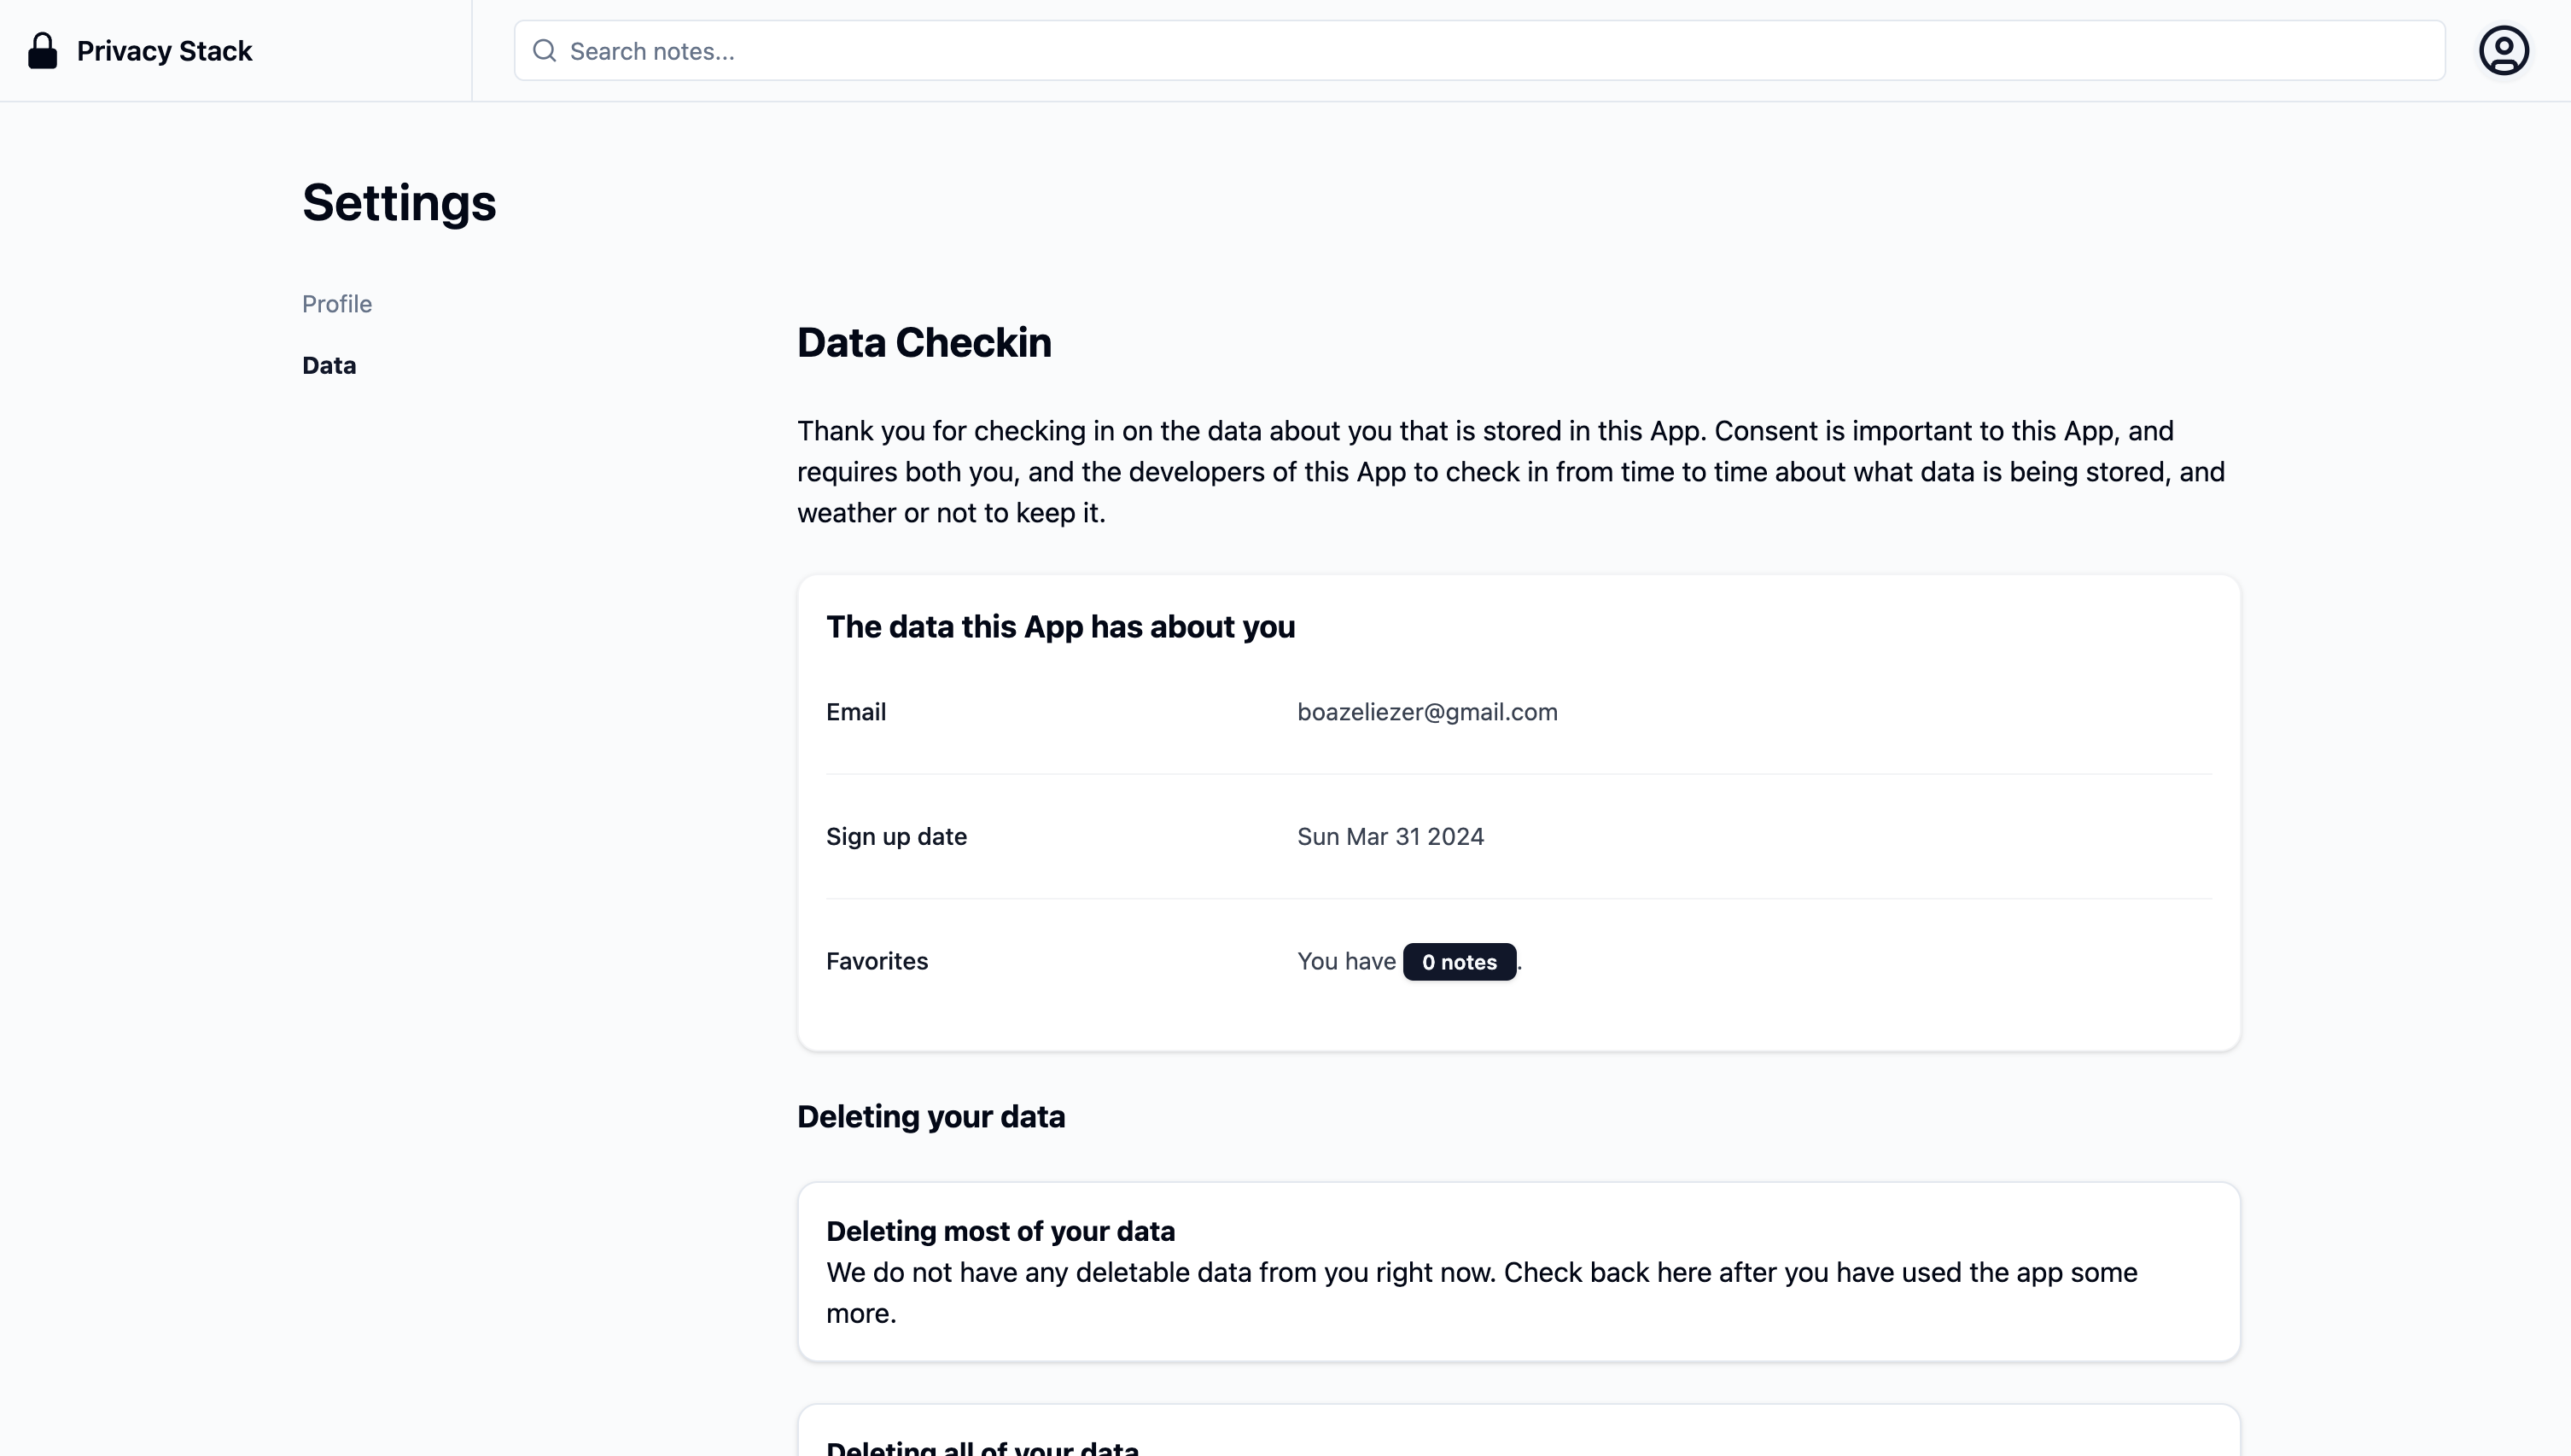 Privacy Stack
Search notes...
Settings
Profile
Data
Data Checkin
Thank you for checking in on the data about you that is stored in this App. Consent is important to this App, and
requires both you, and the developers of this App to check in from time to time about what data is being stored, and
weather or not to keep it.
The data this App has about you
Email boazeliezer@gmail.com
Sign up date Sun Mar 31 2024
Favorites You have 0 notes.
Deleting your data
Deleting most of your data
We do not have any deletable data from you right now. Check back here after you have used the app some
more.
Deleting all of your data